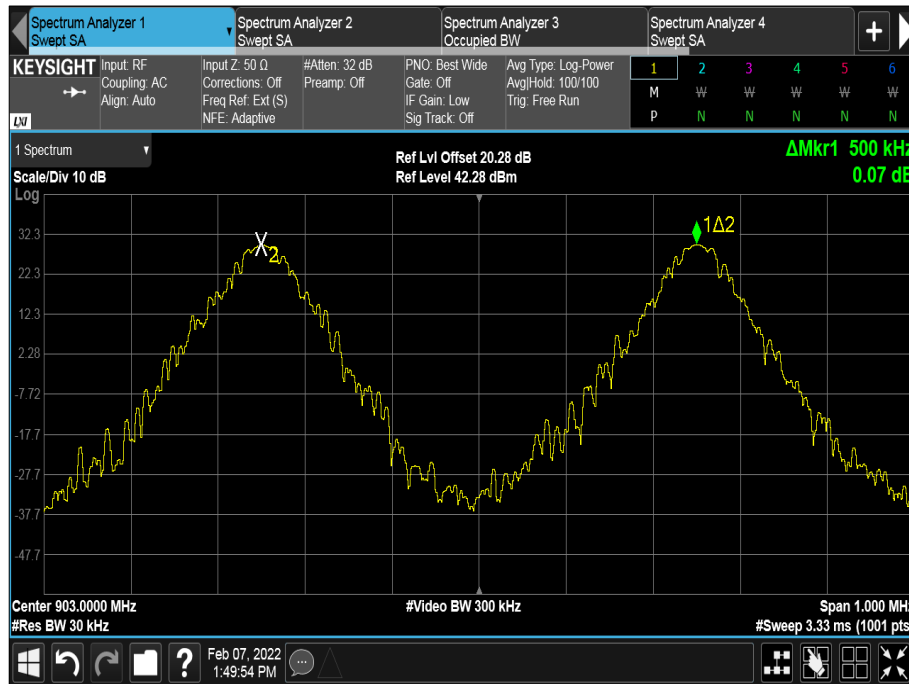 Spectrum Analyzer 1
Swept SA
Spectrum Analyzer 2
Swept SA
Spectrum Analyzer 3
Occupied BW
Spectrum Analyzer 4
Swept SA
+
KEYSIGHT
LXI
Input: RF
Coupling: AC
Align: Auto
Input Z: 50 Ω
Corrections: Off
Freq Ref: Ext (S)
NFE: Adaptive
#Atten: 32 dB
Preamp: Off
PNO: Best Wide
Gate: Off
IF Gain: Low
Sig Track: Off
Avg Type: Log-Power
Avg|Hold: 100/100
Trig: Free Run
1 2 3 4 5 6
M W W W W W
P N N N N N
1 Spectrum
Scale/Div 10 dB
Log
Ref Lvl Offset 20.28 dB
Ref Level 42.28 dBm
ΔMkr1 500 kHz
0.07 dB
32.3
22.3
12.3
2.28
-7.72
-17.7
-27.7
-37.7
-47.7
X2
1Δ2
Center 903.0000 MHz
#Res BW 30 kHz
#Video BW 300 kHz
Span 1.000 MHz
#Sweep 3.33 ms (1001 pts)
?
Feb 07, 2022
1:49:54 PM